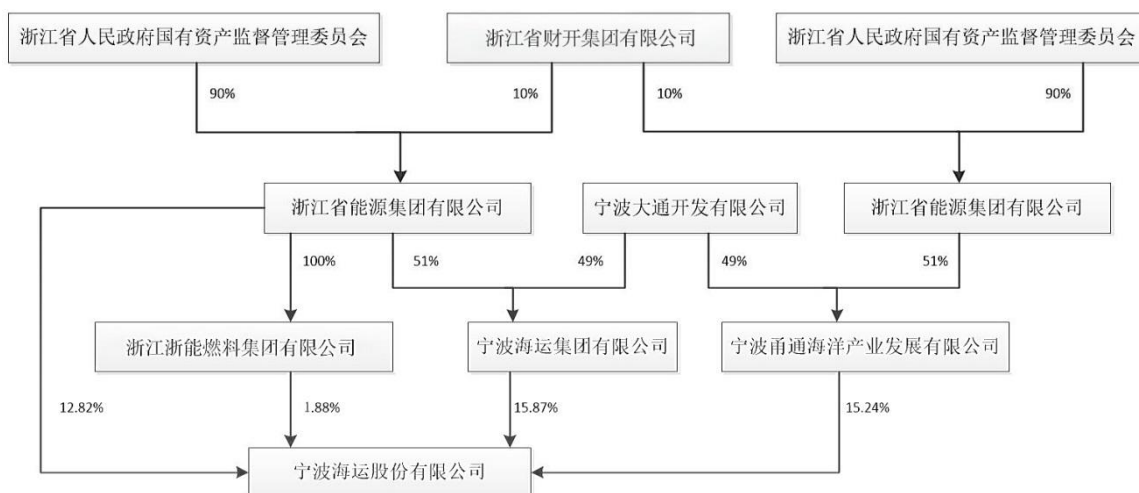 浙江省人民政府国有资产监督管理委员会
浙江省财开集团有限公司
浙江省人民政府国有资产监督管理委员会
90%
10%
10%
90%
浙江省能源集团有限公司
宁波大通开发有限公司
浙江省能源集团有限公司
100%
51%
49%
49%
51%
浙江浙能燃料集团有限公司
宁波海运集团有限公司
宁波甬通海洋产业发展有限公司
12.82%
1.88%
15.87%
15.24%
宁波海运股份有限公司